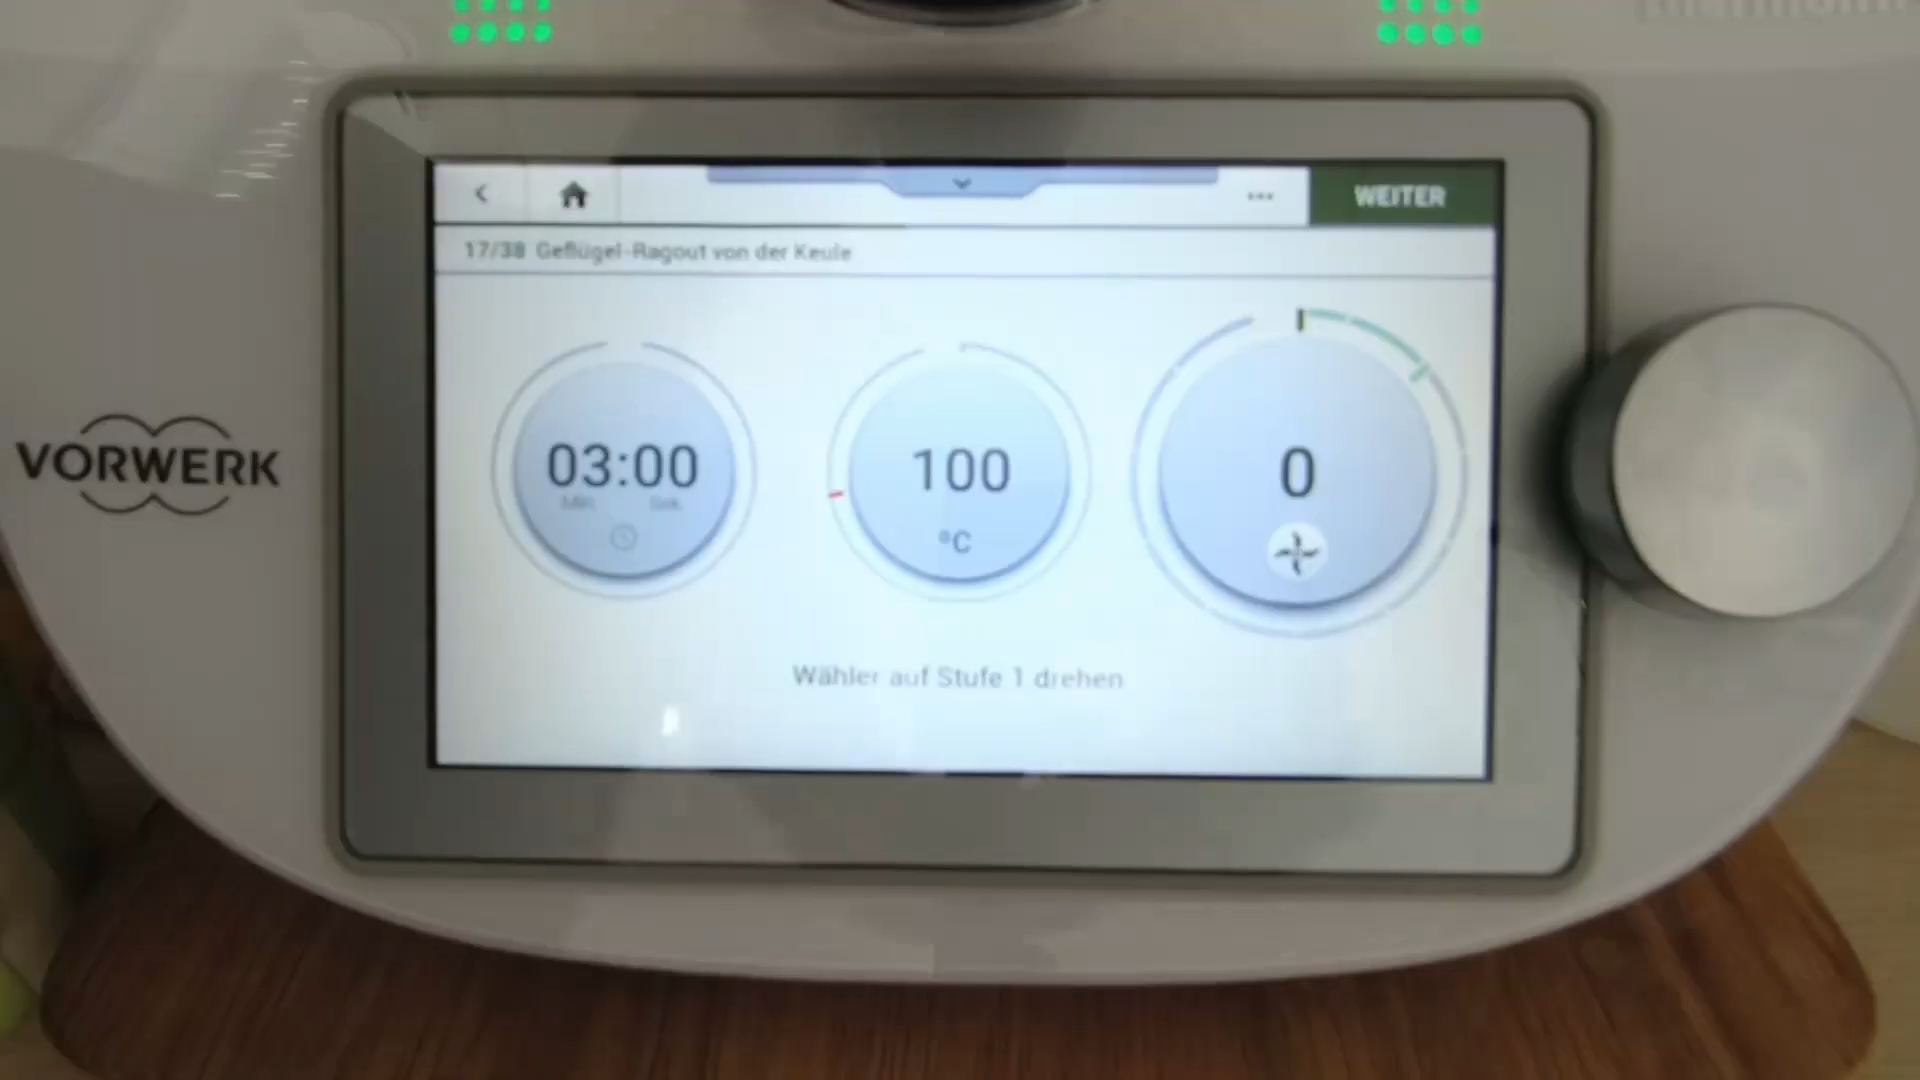 WEITER
17/38 Geflügel-Ragout von der Keule
03:00
Min. Sek.
100
°C
0
Wähler auf Stufe 1 drehen
VORWERK